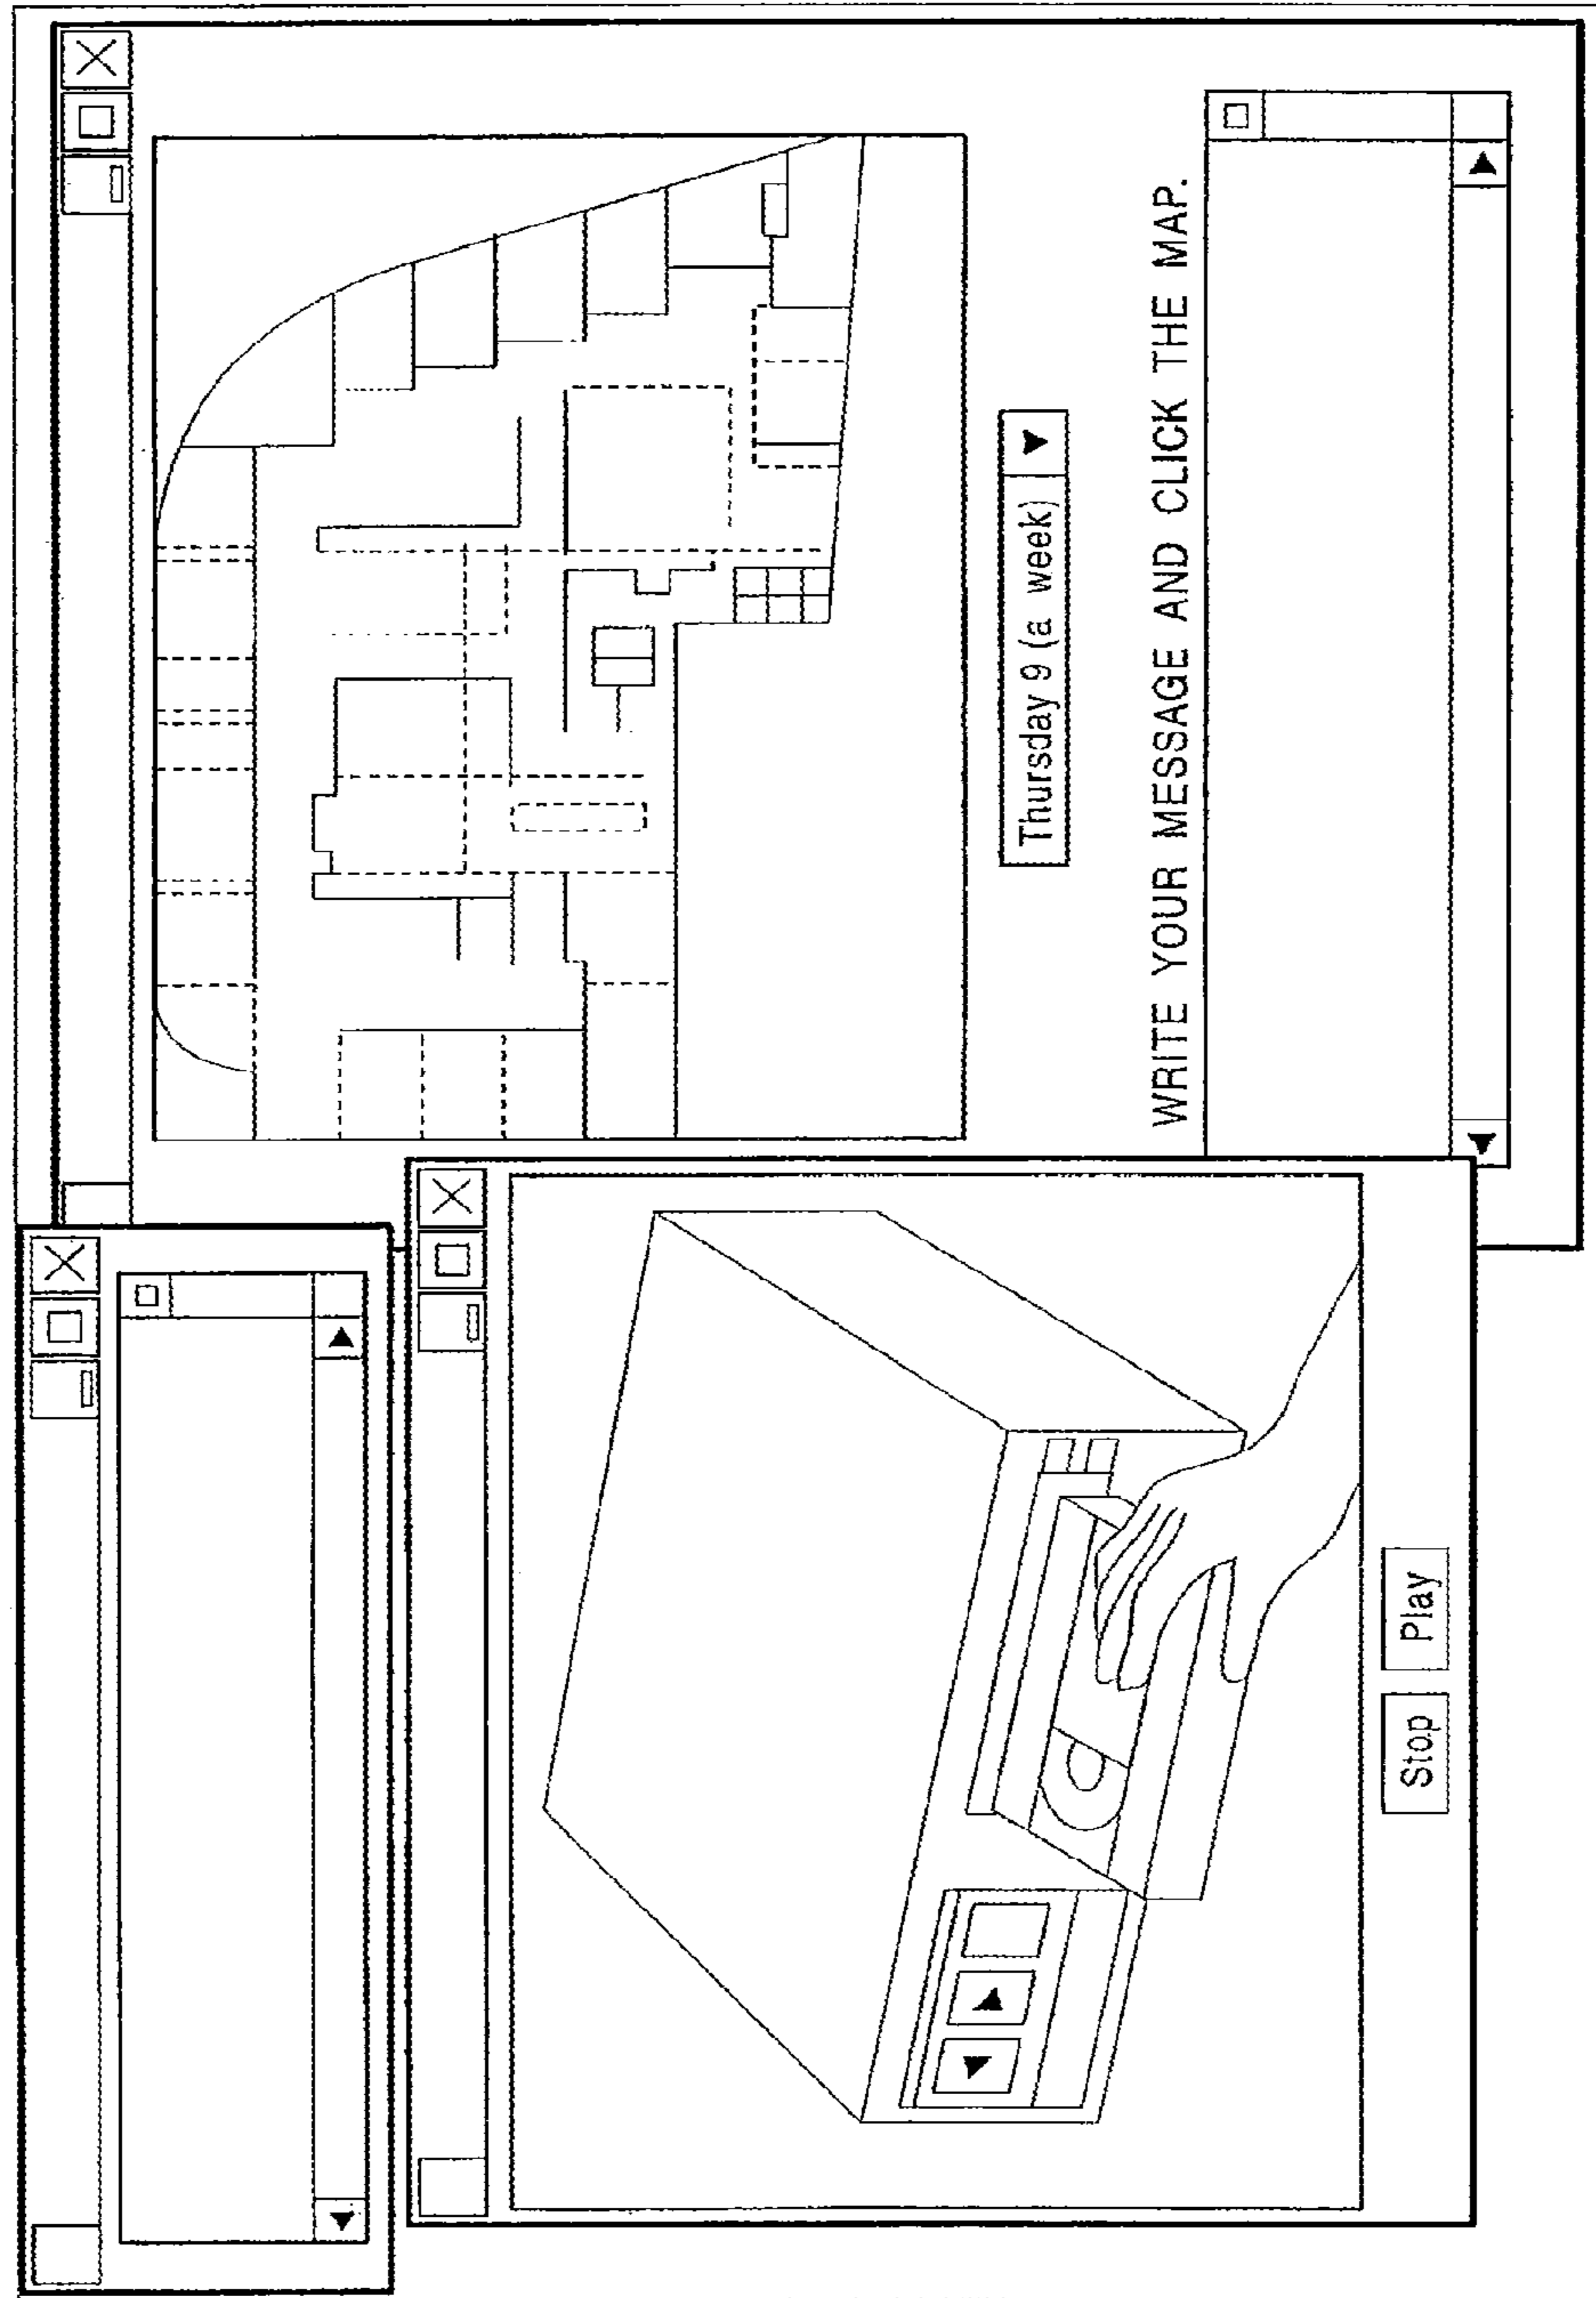 Thursday 9 (a week)
WRITE YOUR MESSAGE AND CLICK THE MAP.
Stop
Play